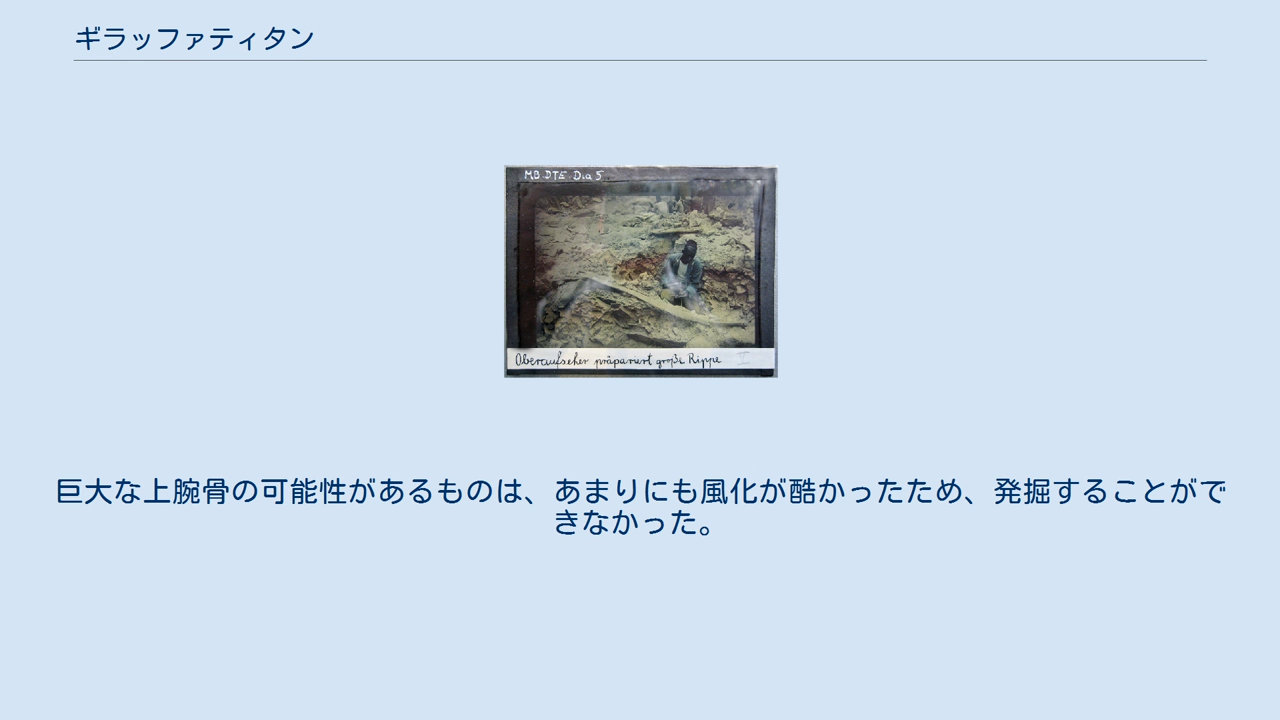 ギラッファティタン
MB DTE Dia 5
Oberaufseher präpariert große Rippe I
巨大な上腕骨の可能性があるものは、あまりにも風化が酷かったため、発掘することがで
きなかった。